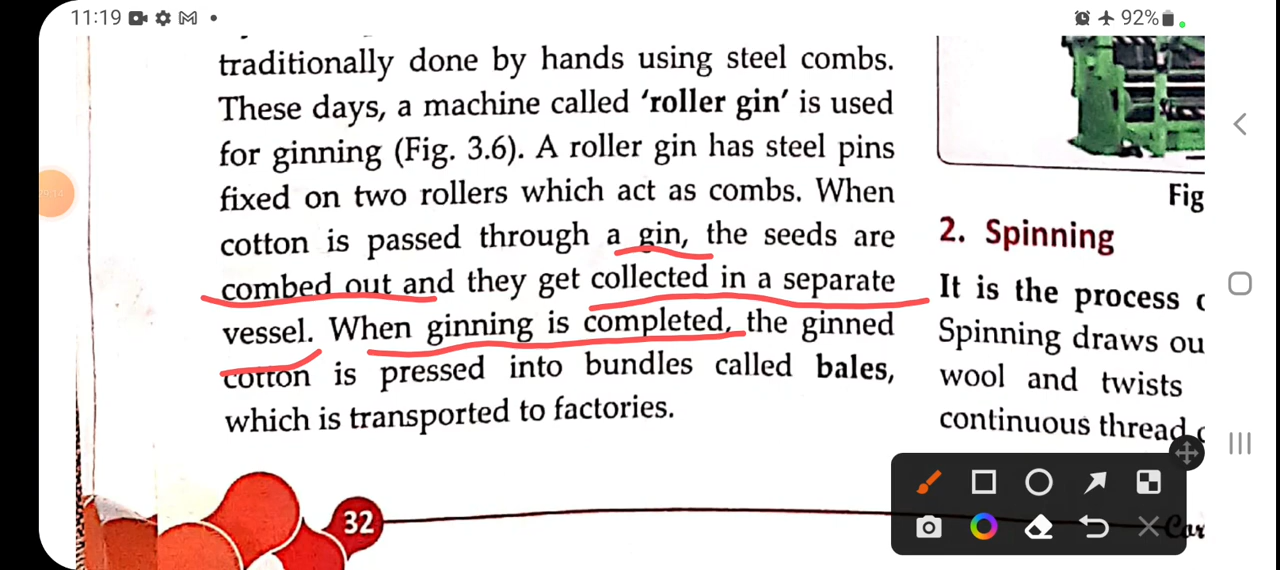 11:19
92%
traditionally done by hands using steel combs.
These days, a machine called ‘roller gin’ is used
for ginning (Fig. 3.6). A roller gin has steel pins
fixed on two rollers which act as combs. When
cotton is passed through a gin, the seeds are
combed out and they get collected in a separate
vessel. When ginning is completed, the ginned
cotton is pressed into bundles called bales,
which is transported to factories.
32
Fig
2. Spinning
It is the process
Spinning draws ou
wool and twists
continuous thread